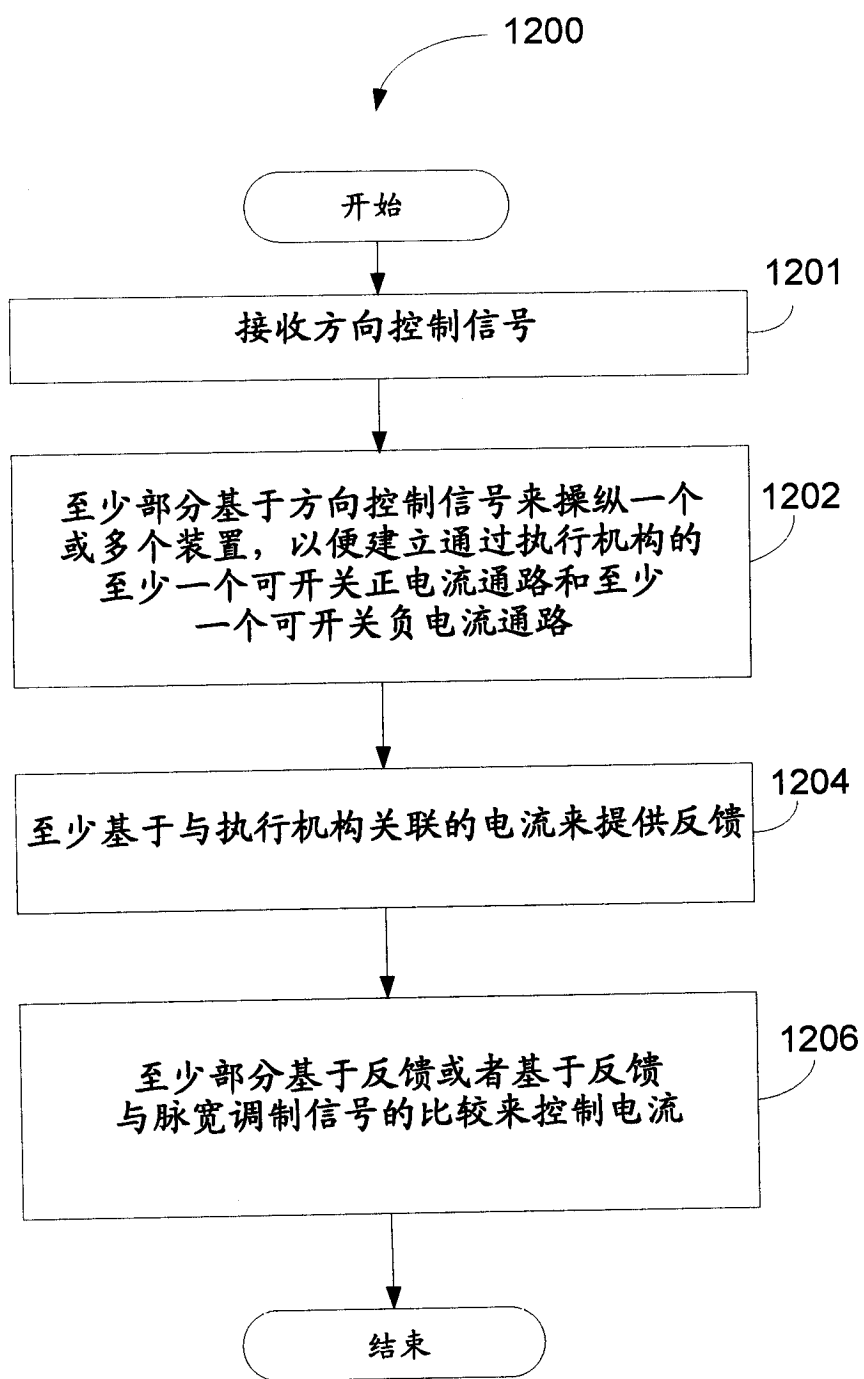 1200
开始
1201
接收方向控制信号
1202
至少部分基于方向控制信号来操纵一个
或多个装置，以便建立通过执行机构的
至少一个可开关正电流通路和至少
一个可开关负电流通路
1204
至少基于与执行机构关联的电流来提供反馈
1206
至少部分基于反馈或者基于反馈
与脉宽调制信号的比较来控制电流
结束